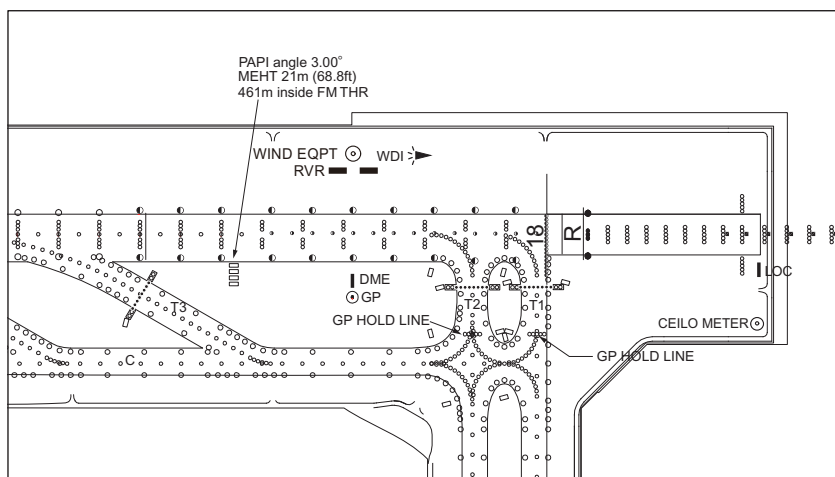 PAPI angle 3.00°
MEHT 21m (68.8ft)
461m inside FM THR
WIND EQPT
WDI
RVR
18
R
DME
GP
LOC
T3
T2
T1
GP HOLD LINE
CEILO METER
GP HOLD LINE
C